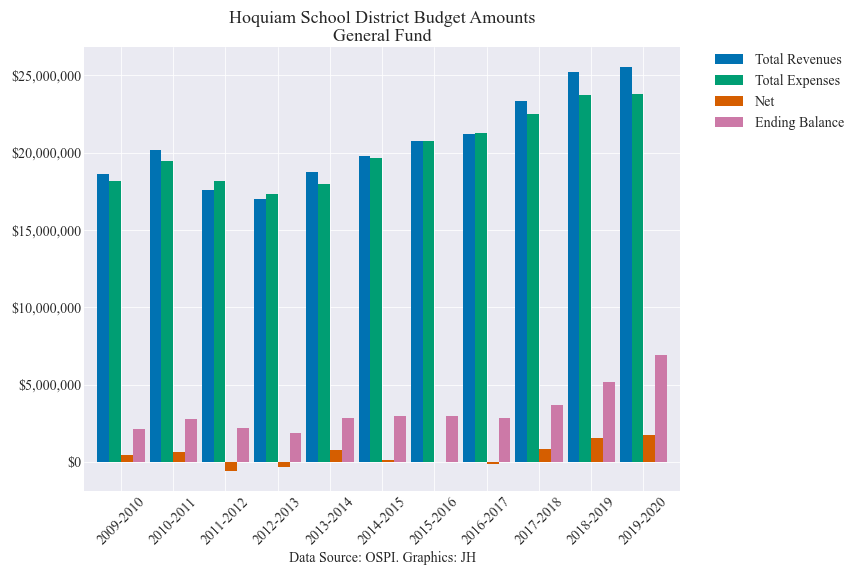 Hoquiam School District Budget Amounts
General Fund
Total Revenues
Total Expenses
Net
Ending Balance
$25,000,000
$20,000,000
$15,000,000
$10,000,000
$5,000,000
$0
2009-2010
2010-2011
2011-2012
2012-2013
2013-2014
2014-2015
2015-2016
2016-2017
2017-2018
2018-2019
2019-2020
Data Source: OSPI. Graphics: JH